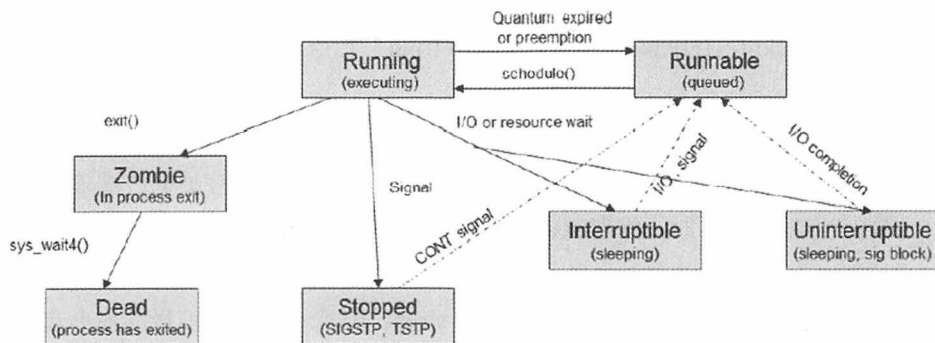 Quantum expired
or preemption
Running
(executing)
Runnable
(queued)
schodulo()
exit()
I/O or resource wait
Zombie
(In process exit)
Signal
CONT signal
I/O signal
I/O completion
Interruptible
(sleeping)
Uninterruptible
(sleeping, sig block)
sys_wait4()
Dead
(process has exited)
Stopped
(SIGSTP, TSTP)